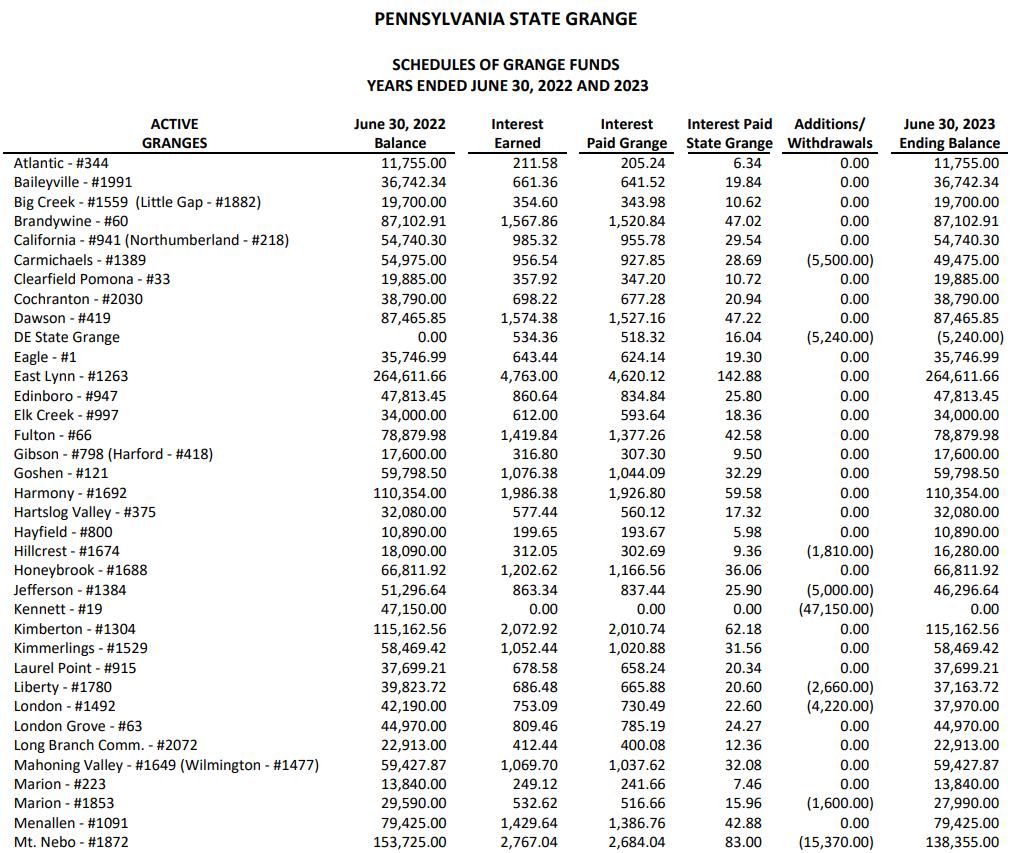 PENNSYLVANIA STATE GRANGE
SCHEDULES OF GRANGE FUNDS
YEARS ENDED JUNE 30, 2022 AND 2023
ACTIVE June 30, 2022 Interest Interest Interest Paid Additions/ June 30, 2023
GRANGES Balance Earned Paid Grange State Grange Withdrawals Ending Balance
Atlantic - #344 11,755.00 211.58 205.24 6.34 0.00 11,755.00
Baileyville - #1991 36,742.34 661.36 641.52 19.84 0.00 36,742.34
Big Creek - #1559 (Little Gap - #1882) 19,700.00 354.60 343.98 10.62 0.00 19,700.00
Brandywine - #60 87,102.91 1,567.86 1,520.84 47.02 0.00 87,102.91
California - #941 (Northumberland - #218) 54,740.30 985.32 955.78 29.54 0.00 54,740.30
Carmichaels - #1389 54,975.00 956.54 927.85 28.69 (5,500.00) 49,475.00
Clearfield Pomona - #33 19,885.00 357.92 347.20 10.72 0.00 19,885.00
Cochranton - #2030 38,790.00 698.22 677.28 20.94 0.00 38,790.00
Dawson - #419 87,465.85 1,574.38 1,527.16 47.22 0.00 87,465.85
DE State Grange 0.00 534.36 518.32 16.04 (5,240.00) (5,240.00)
Eagle - #1 35,746.99 643.44 624.14 19.30 0.00 35,746.99
East Lynn - #1263 264,611.66 4,763.00 4,620.12 142.88 0.00 264,611.66
Edinboro - #947 47,813.45 860.64 834.84 25.80 0.00 47,813.45
Elk Creek - #997 34,000.00 612.00 593.64 18.36 0.00 34,000.00
Fulton - #66 78,879.98 1,419.84 1,377.26 42.58 0.00 78,879.98
Gibson - #798 (Harford - #418) 17,600.00 316.80 307.30 9.50 0.00 17,600.00
Goshen - #121 59,798.50 1,076.38 1,044.09 32.29 0.00 59,798.50
Harmony - #1692 110,354.00 1,986.38 1,926.80 59.58 0.00 110,354.00
Hartslog Valley - #375 32,080.00 577.44 560.12 17.32 0.00 32,080.00
Hayfield - #800 10,890.00 199.65 193.67 5.98 0.00 10,890.00
Hillcrest - #1674 18,090.00 312.05 302.69 9.36 (1,810.00) 16,280.00
Honeybrook - #1688 66,811.92 1,202.62 1,166.56 36.06 0.00 66,811.92
Jefferson - #1384 51,296.64 863.34 837.44 25.90 (5,000.00) 46,296.64
Kennett - #19 47,150.00 0.00 0.00 0.00 (47,150.00) 0.00
Kimberton - #1304 115,162.56 2,072.92 2,010.74 62.18 0.00 115,162.56
Kimmerlings - #1529 58,469.42 1,052.44 1,020.88 31.56 0.00 58,469.42
Laurel Point - #915 37,699.21 678.58 658.24 20.34 0.00 37,699.21
Liberty - #1780 39,823.72 686.48 665.88 20.60 (2,660.00) 37,163.72
London - #1492 42,190.00 753.09 730.49 22.60 (4,220.00) 37,970.00
London Grove - #63 44,970.00 809.46 785.19 24.27 0.00 44,970.00
Long Branch Comm. - #2072 22,913.00 412.44 400.08 12.36 0.00 22,913.00
Mahoning Valley - #1649 (Wilmington - #1477) 59,427.87 1,069.70 1,037.62 32.08 0.00 59,427.87
Marion - #223 13,840.00 249.12 241.66 7.46 0.00 13,840.00
Marion - #1853 29,590.00 532.62 516.66 15.96 (1,600.00) 27,990.00
Menallen - #1091 79,425.00 1,429.64 1,386.76 42.88 0.00 79,425.00
Mt. Nebo - #1872 153,725.00 2,767.04 2,684.04 83.00 (15,370.00) 138,355.00